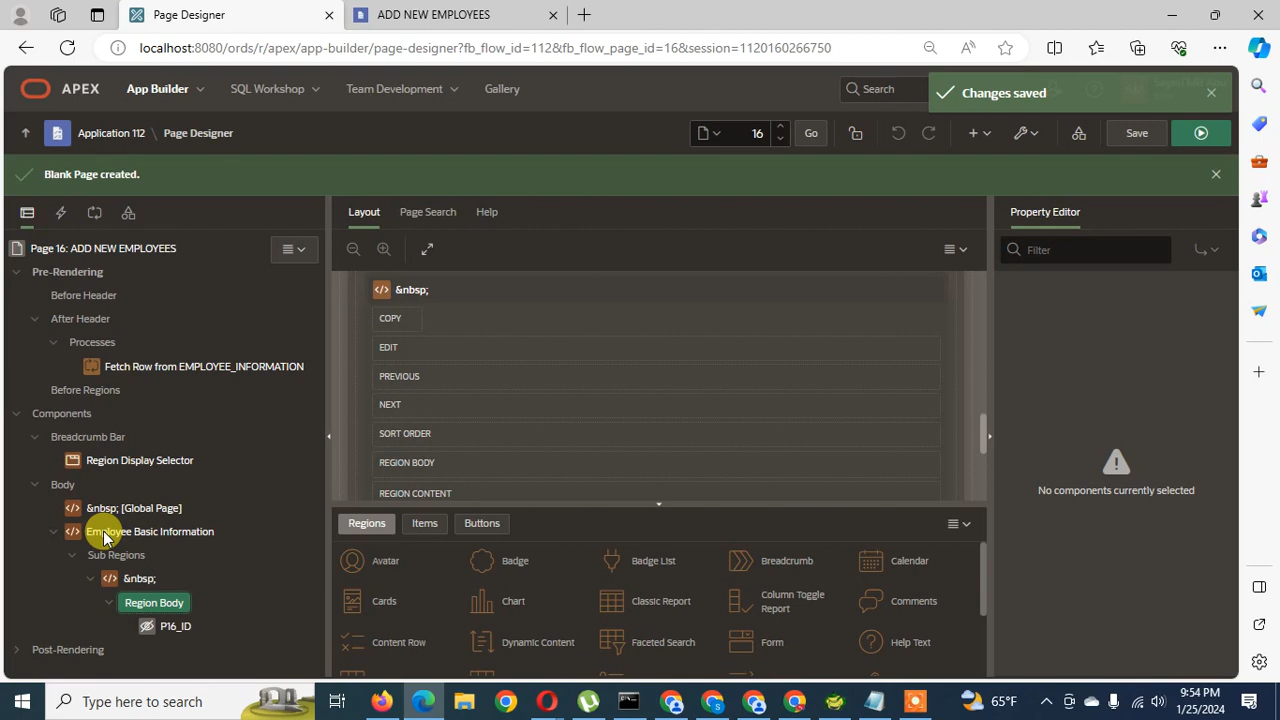 Page Designer
ADD NEW EMPLOYEES
localhost:8080/ords/r/apex/app-builder/page-designer?fb_flow_id=112&fb_flow_page_id=16&session=1120160266750
APEX
App Builder
SQL Workshop
Team Development
Gallery
Search
Changes saved
Application 112
Page Designer
16
Go
Save
Blank Page created.
Layout
Page Search
Help
Property Editor
Page 16: ADD NEW EMPLOYEES
Filter
Pre-Rendering
Before Header
After Header
Processes
Fetch Row from EMPLOYEE_INFORMATION
Before Regions
Components
Breadcrumb Bar
Region Display Selector
Body
&nbsp; [Global Page]
Employee Basic Information
Sub Regions
&nbsp;
Region Body
P16_ID
Post-Rendering
&nbsp;
COPY
EDIT
PREVIOUS
NEXT
SORT ORDER
REGION BODY
REGION CONTENT
No components currently selected
Regions
Items
Buttons
Avatar
Badge
Badge List
Breadcrumb
Calendar
Cards
Chart
Classic Report
Column Toggle
Report
Comments
Content Row
Dynamic Content
Faceted Search
Form
Help Text
Type here to search
65°F
9:54 PM
1/25/2024